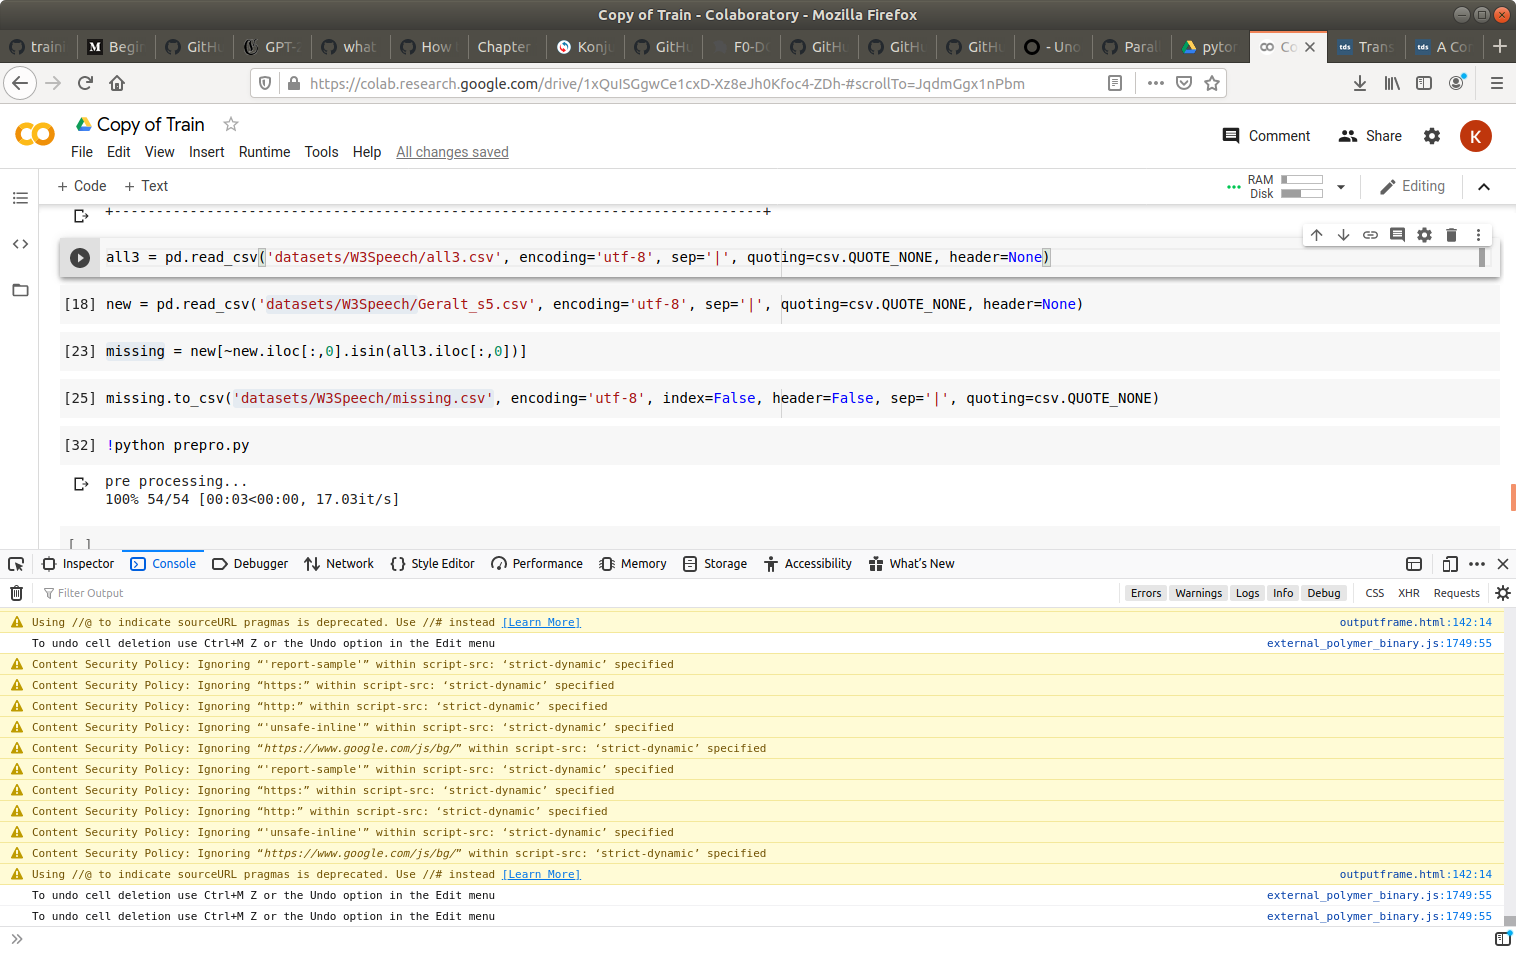 Copy of Train - Colaboratory - Mozilla Firefox
traini Begin GitHu GPT-2 what How Chapter Konju GitHu F0-DC GitHu GitHu GitHu - Uno Paral pytor Co tds Trans tds A Cor
https://colab.research.google.com/drive/1xQuISGgwCe1cxD-Xz8eJh0Kfoc4-ZDh-#scrollTo=JqdmGgx1nPbm
Copy of Train
Comment Share K
File Edit View Insert Runtime Tools Help All changes saved
+ Code + Text RAM Disk Editing
+------------------------------------------------------------------------------+
all3 = pd.read_csv('datasets/W3Speech/all3.csv', encoding='utf-8', sep='|', quoting=csv.QUOTE_NONE, header=None)
[18] new = pd.read_csv('datasets/W3Speech/Geralt_s5.csv', encoding='utf-8', sep='|', quoting=csv.QUOTE_NONE, header=None)
[23] missing = new[~new.iloc[:,0].isin(all3.iloc[:,0])]
[25] missing.to_csv('datasets/W3Speech/missing.csv', encoding='utf-8', index=False, header=False, sep='|', quoting=csv.QUOTE_NONE)
[32] !python prepro.py
pre processing...
100% 54/54 [00:03<00:00, 17.03it/s]
[ ]
Inspector Console Debugger Network Style Editor Performance Memory Storage Accessibility What's New
Filter Output Errors Warnings Logs Info Debug CSS XHR Requests
Using //@ to indicate sourceURL pragmas is deprecated. Use //# instead [Learn More] outputframe.html:142:14
To undo cell deletion use Ctrl+M Z or the Undo option in the Edit menu external_polymer_binary.js:1749:55
Content Security Policy: Ignoring “'report-sample'” within script-src: ‘strict-dynamic’ specified
Content Security Policy: Ignoring “https:” within script-src: ‘strict-dynamic’ specified
Content Security Policy: Ignoring “http:” within script-src: ‘strict-dynamic’ specified
Content Security Policy: Ignoring “'unsafe-inline'” within script-src: ‘strict-dynamic’ specified
Content Security Policy: Ignoring “https://www.google.com/js/bg/” within script-src: ‘strict-dynamic’ specified
Content Security Policy: Ignoring “'report-sample'” within script-src: ‘strict-dynamic’ specified
Content Security Policy: Ignoring “https:” within script-src: ‘strict-dynamic’ specified
Content Security Policy: Ignoring “http:” within script-src: ‘strict-dynamic’ specified
Content Security Policy: Ignoring “'unsafe-inline'” within script-src: ‘strict-dynamic’ specified
Content Security Policy: Ignoring “https://www.google.com/js/bg/” within script-src: ‘strict-dynamic’ specified
Using //@ to indicate sourceURL pragmas is deprecated. Use //# instead [Learn More] outputframe.html:142:14
To undo cell deletion use Ctrl+M Z or the Undo option in the Edit menu external_polymer_binary.js:1749:55
To undo cell deletion use Ctrl+M Z or the Undo option in the Edit menu external_polymer_binary.js:1749:55